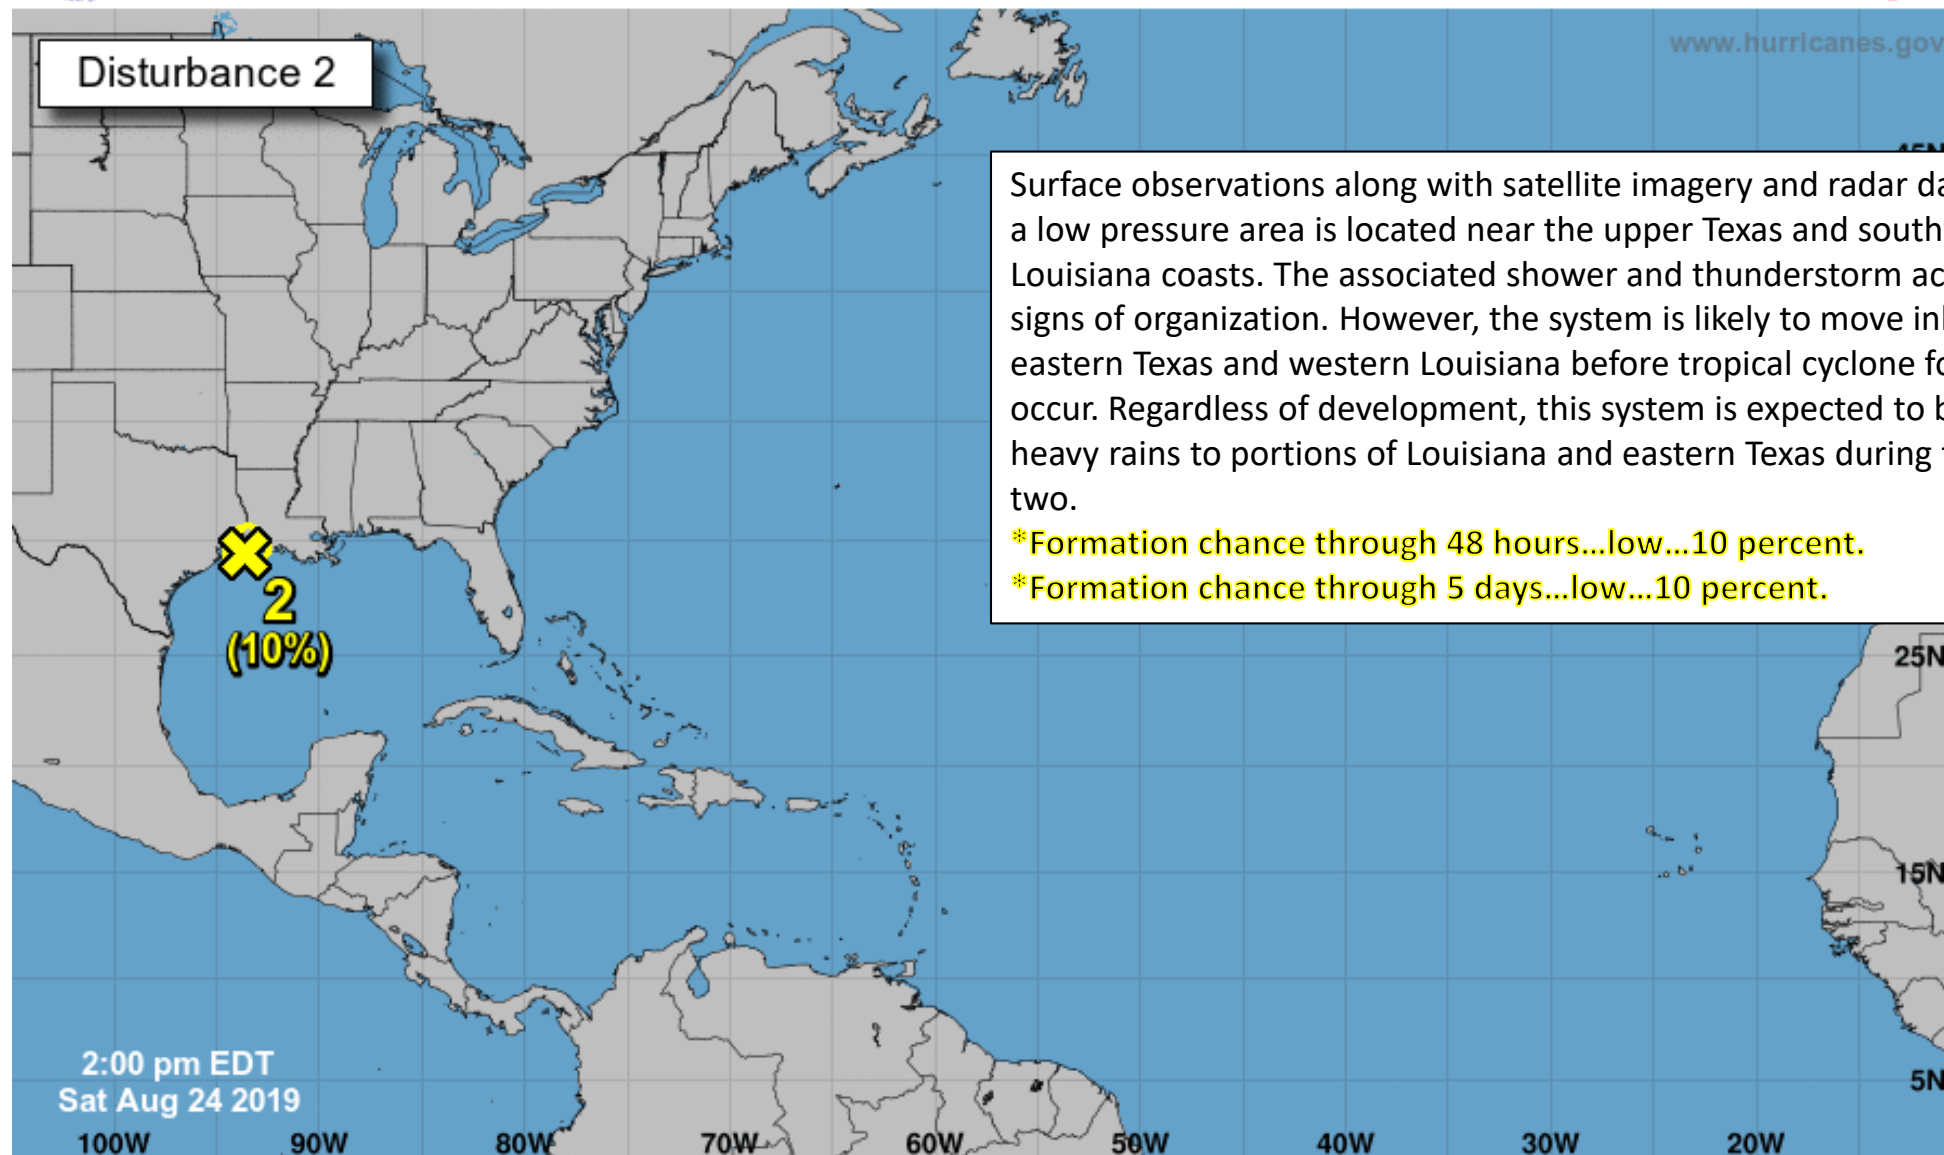 Disturbance 2
www.hurricanes.gov
45N
Surface observations along with satellite imagery and radar
a low pressure area is located near the upper Texas and south
Louisiana coasts. The associated shower and thunderstorm
signs of organization. However, the system is likely to move
eastern Texas and western Louisiana before tropical cyclone
occur. Regardless of development, this system is expected to
heavy rains to portions of Louisiana and eastern Texas during
two.
*Formation chance through 48 hours...low...10 percent.
*Formation chance through 5 days...low...10 percent.
2
(10%)
25N
15N
5N
2:00 pm EDT
Sat Aug 24 2019
100W 90W 80W 70W 60W 50W 40W 30W 20W